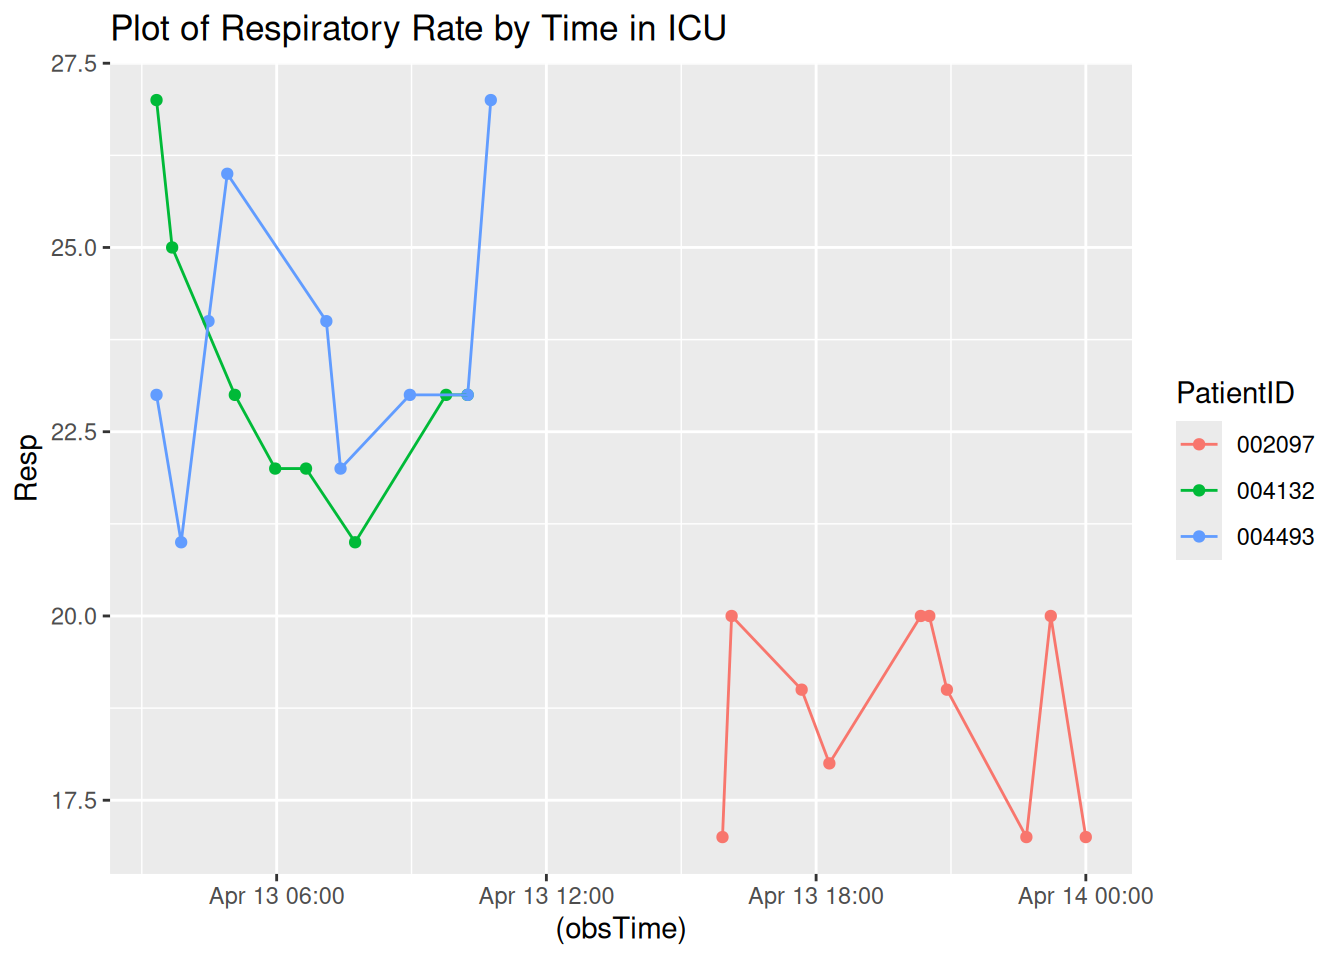 Plot of Respiratory Rate by Time in ICU
27.5
25.0
22.5
20.0
17.5
Resp
Apr 13 06:00
Apr 13 12:00
Apr 13 18:00
Apr 14 00:00
(obsTime)
PatientID
002097
004132
004493